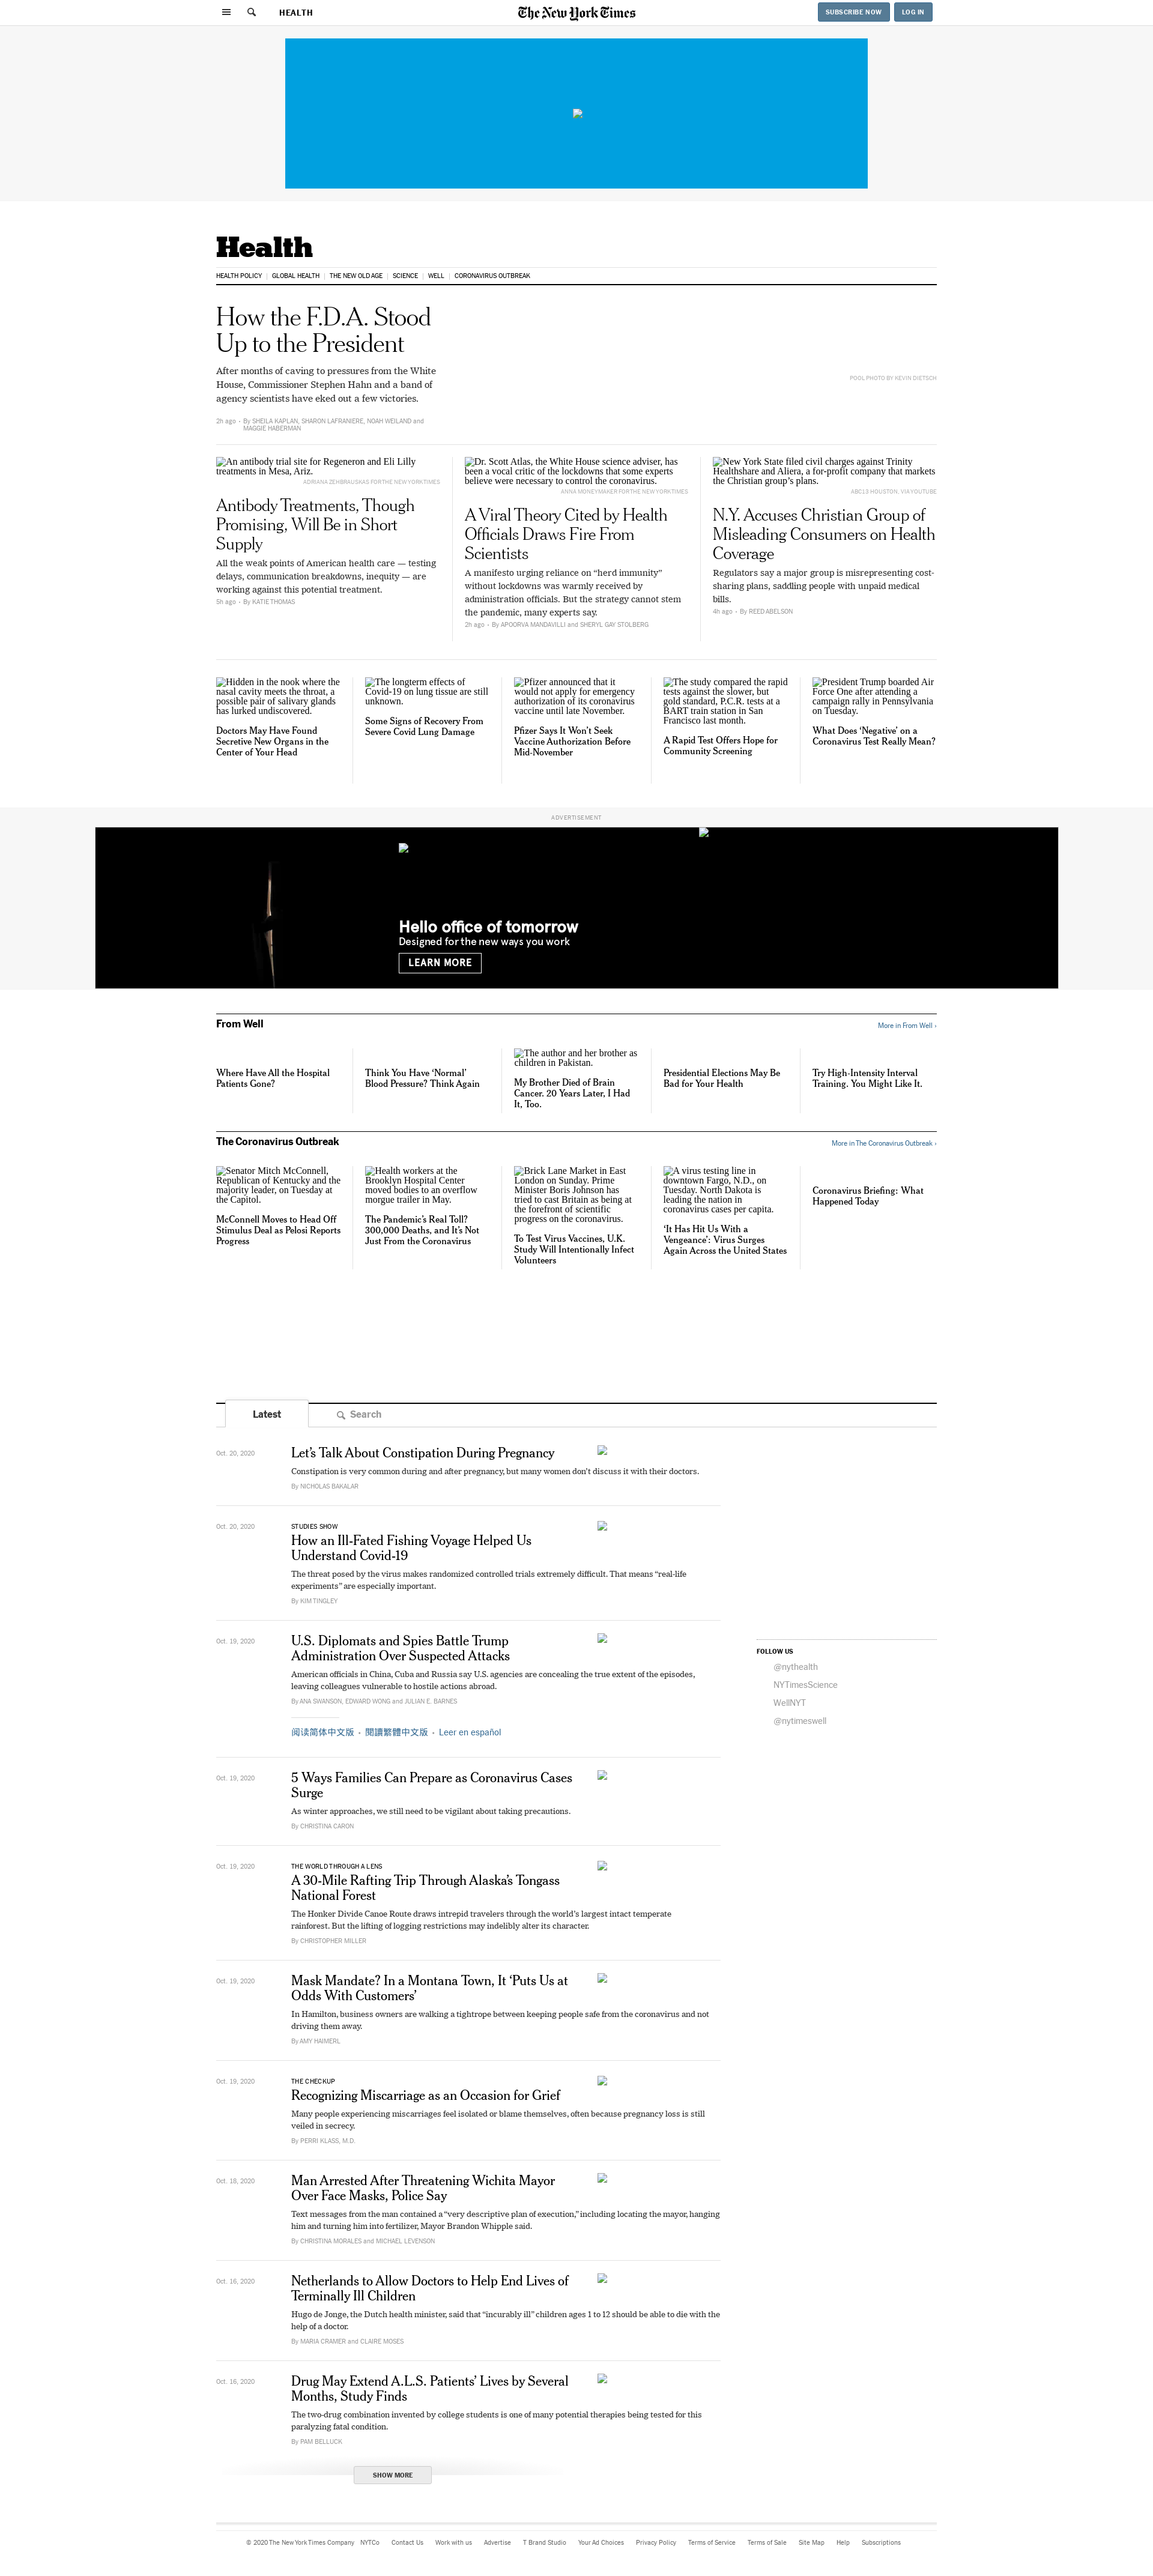 HEALTH
The New York Times
SUBSCRIBE NOW
LOG IN
Health
HEALTH POLICY
GLOBAL HEALTH
THE NEW OLD AGE
SCIENCE
WELL
CORONAVIRUS OUTBREAK
How the F.D.A. Stood
Up to the President
After months of caving to pressures from the White
House, Commissioner Stephen Hahn and a band of
agency scientists have eked out a few victories.
2h ago · By SHEILA KAPLAN, SHARON LAFRANIERE, NOAH WEILAND and
MAGGIE HABERMAN
POOL PHOTO BY KEVIN DIETSCH
An antibody trial site for Regeneron and Eli Lilly
treatments in Mesa, Ariz.
ADRIANA ZEHBRAUSKAS FOR THE NEW YORK TIMES
Antibody Treatments, Though
Promising, Will Be in Short
Supply
All the weak points of American health care — testing
delays, communication breakdowns, inequity — are
working against this potential treatment.
5h ago · By KATIE THOMAS
Dr. Scott Atlas, the White House science adviser, has
been a vocal critic of the lockdowns that some experts
believe were necessary to control the coronavirus.
ANNA MONEYMAKER FOR THE NEW YORK TIMES
A Viral Theory Cited by Health
Officials Draws Fire From
Scientists
A manifesto urging reliance on “herd immunity”
without lockdowns was warmly received by
administration officials. But the strategy cannot stem
the pandemic, many experts say.
2h ago · By APOORVA MANDAVILLI and SHERYL GAY STOLBERG
New York State filed civil charges against Trinity
Healthshare and Aliera, a for-profit company that markets
the Christian group’s plans.
ABC13 HOUSTON, VIA YOUTUBE
N.Y. Accuses Christian Group of
Misleading Consumers on Health
Coverage
Regulators say a major group is misrepresenting cost-
sharing plans, saddling people with unpaid medical
bills.
4h ago · By REED ABELSON
Hidden in the nook where the
nasal cavity meets the throat, a
possible pair of salivary glands
has lurked undiscovered.
Doctors May Have Found
Secretive New Organs in the
Center of Your Head
The longterm effects of
Covid-19 on lung tissue are still
unknown.
Some Signs of Recovery From
Severe Covid Lung Damage
Pfizer announced that it
would not apply for emergency
authorization of its coronavirus
vaccine until late November.
Pfizer Says It Won’t Seek
Vaccine Authorization Before
Mid-November
The study compared the rapid
tests against the slower, but
gold standard, P.C.R. tests at a
BART train station in San
Francisco last month.
A Rapid Test Offers Hope for
Community Screening
President Trump boarded Air
Force One after attending a
campaign rally in Pennsylvania
on Tuesday.
What Does ‘Negative’ on a
Coronavirus Test Really Mean?
ADVERTISEMENT
Hello office of tomorrow
Designed for the new ways you work
LEARN MORE
From Well
More in From Well ›
Where Have All the Hospital
Patients Gone?
Think You Have ‘Normal’
Blood Pressure? Think Again
The author and her brother as
children in Pakistan.
My Brother Died of Brain
Cancer. 20 Years Later, I Had
It, Too.
Presidential Elections May Be
Bad for Your Health
Try High-Intensity Interval
Training. You Might Like It.
The Coronavirus Outbreak
More in The Coronavirus Outbreak ›
Senator Mitch McConnell,
Republican of Kentucky and the
majority leader, on Tuesday at
the Capitol.
McConnell Moves to Head Off
Stimulus Deal as Pelosi Reports
Progress
Health workers at the
Brooklyn Hospital Center
moved bodies to an overflow
morgue trailer in May.
The Pandemic’s Real Toll?
300,000 Deaths, and It’s Not
Just From the Coronavirus
Brick Lane Market in East
London on Sunday. Prime
Minister Boris Johnson has
tried to cast Britain as being at
the forefront of scientific
progress on the coronavirus.
To Test Virus Vaccines, U.K.
Study Will Intentionally Infect
Volunteers
A virus testing line in
downtown Fargo, N.D., on
Tuesday. North Dakota is
leading the nation in
coronavirus cases per capita.
‘It Has Hit Us With a
Vengeance’: Virus Surges
Again Across the United States
Coronavirus Briefing: What
Happened Today
Latest
Search
Oct. 20, 2020
Let’s Talk About Constipation During Pregnancy
Constipation is very common during and after pregnancy, but many women don’t discuss it with their doctors.
By NICHOLAS BAKALAR
Oct. 20, 2020
STUDIES SHOW
How an Ill-Fated Fishing Voyage Helped Us
Understand Covid-19
The threat posed by the virus makes randomized controlled trials extremely difficult. That means “real-life
experiments” are especially important.
By KIM TINGLEY
Oct. 19, 2020
U.S. Diplomats and Spies Battle Trump
Administration Over Suspected Attacks
American officials in China, Cuba and Russia say U.S. agencies are concealing the true extent of the episodes,
leaving colleagues vulnerable to hostile actions abroad.
By ANA SWANSON, EDWARD WONG and JULIAN E. BARNES
阅读简体中文版 · 閱讀繁體中文版 · Leer en español
FOLLOW US
@nythealth
NYTimesScience
WellNYT
@nytimeswell
Oct. 19, 2020
5 Ways Families Can Prepare as Coronavirus Cases
Surge
As winter approaches, we still need to be vigilant about taking precautions.
By CHRISTINA CARON
Oct. 19, 2020
THE WORLD THROUGH A LENS
A 30-Mile Rafting Trip Through Alaska’s Tongass
National Forest
The Honker Divide Canoe Route draws intrepid travelers through the world’s largest intact temperate
rainforest. But the lifting of logging restrictions may indelibly alter its character.
By CHRISTOPHER MILLER
Oct. 19, 2020
Mask Mandate? In a Montana Town, It ‘Puts Us at
Odds With Customers’
In Hamilton, business owners are walking a tightrope between keeping people safe from the coronavirus and not
driving them away.
By AMY HAIMERL
Oct. 19, 2020
THE CHECKUP
Recognizing Miscarriage as an Occasion for Grief
Many people experiencing miscarriages feel isolated or blame themselves, often because pregnancy loss is still
veiled in secrecy.
By PERRI KLASS, M.D.
Oct. 18, 2020
Man Arrested After Threatening Wichita Mayor
Over Face Masks, Police Say
Text messages from the man contained a “very descriptive plan of execution,” including locating the mayor, hanging
him and turning him into fertilizer, Mayor Brandon Whipple said.
By CHRISTINA MORALES and MICHAEL LEVENSON
Oct. 16, 2020
Netherlands to Allow Doctors to Help End Lives of
Terminally Ill Children
Hugo de Jonge, the Dutch health minister, said that “incurably ill” children ages 1 to 12 should be able to die with the
help of a doctor.
By MARIA CRAMER and CLAIRE MOSES
Oct. 16, 2020
Drug May Extend A.L.S. Patients’ Lives by Several
Months, Study Finds
The two-drug combination invented by college students is one of many potential therapies being tested for this
paralyzing fatal condition.
By PAM BELLUCK
SHOW MORE
© 2020 The New York Times Company
NYTCo
Contact Us
Work with us
Advertise
T Brand Studio
Your Ad Choices
Privacy Policy
Terms of Service
Terms of Sale
Site Map
Help
Subscriptions